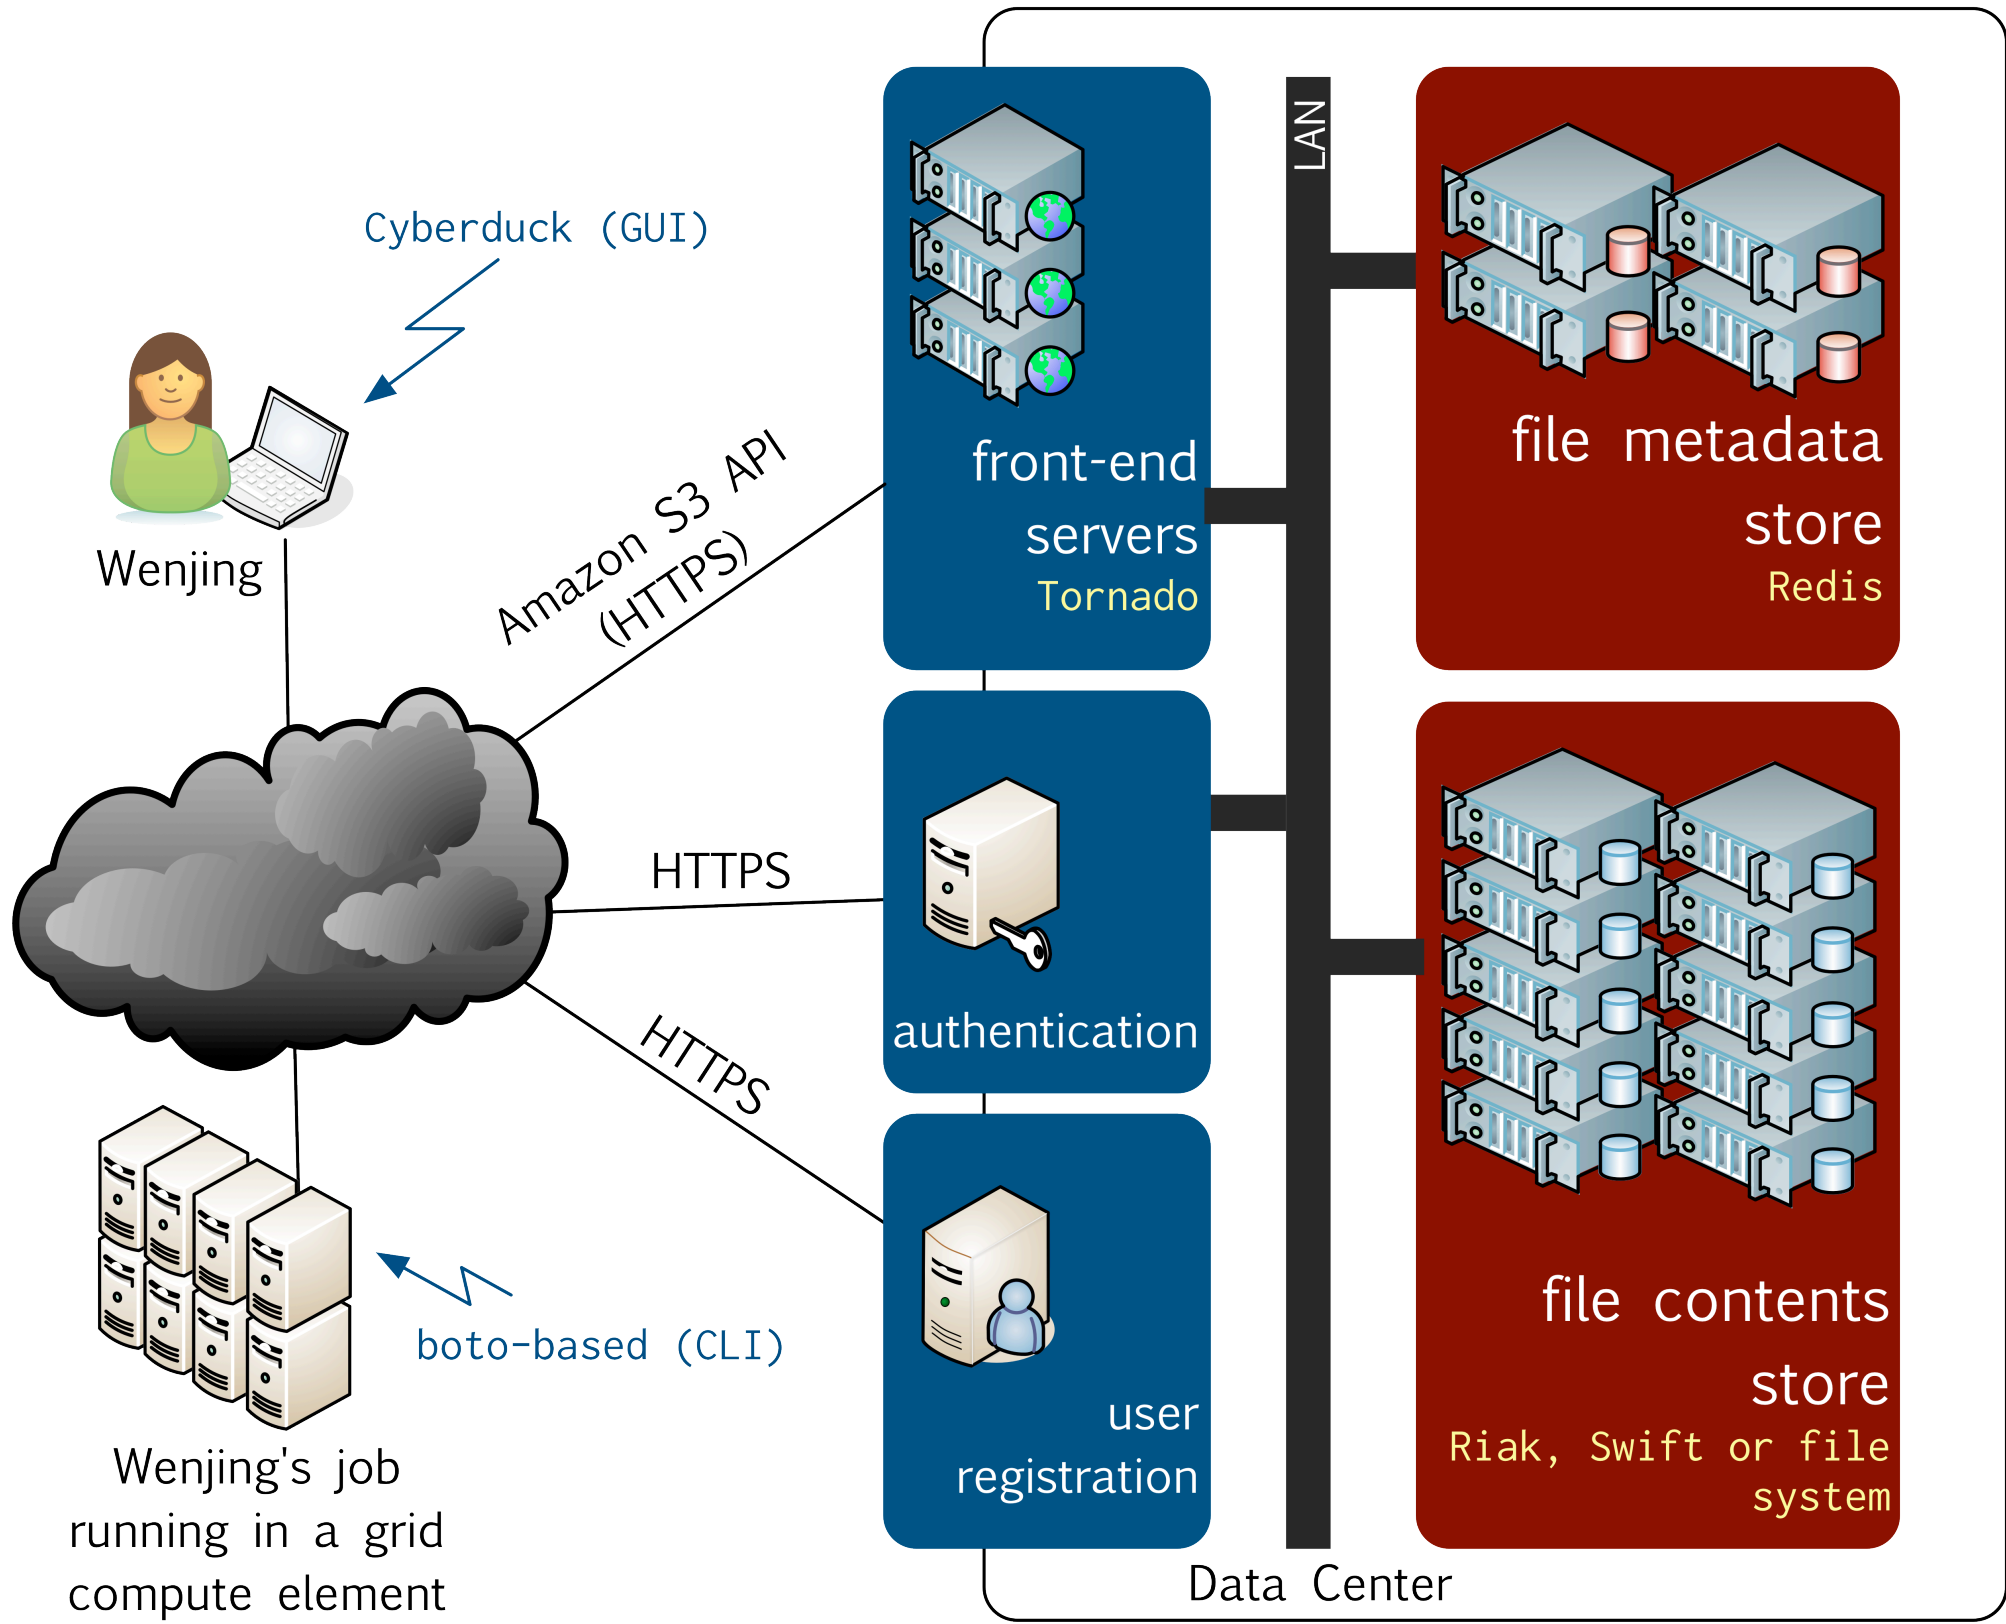 Cyberduck (GUI)
Wenjing
Amazon S3 API
(HTTPS)
HTTPS
HTTPS
boto-based (CLI)
Wenjing's job
running in a grid
compute element
front-end
servers
Tornado
authentication
user
registration
LAN
file metadata
store
Redis
file contents
store
Riak, Swift or file
system
Data Center